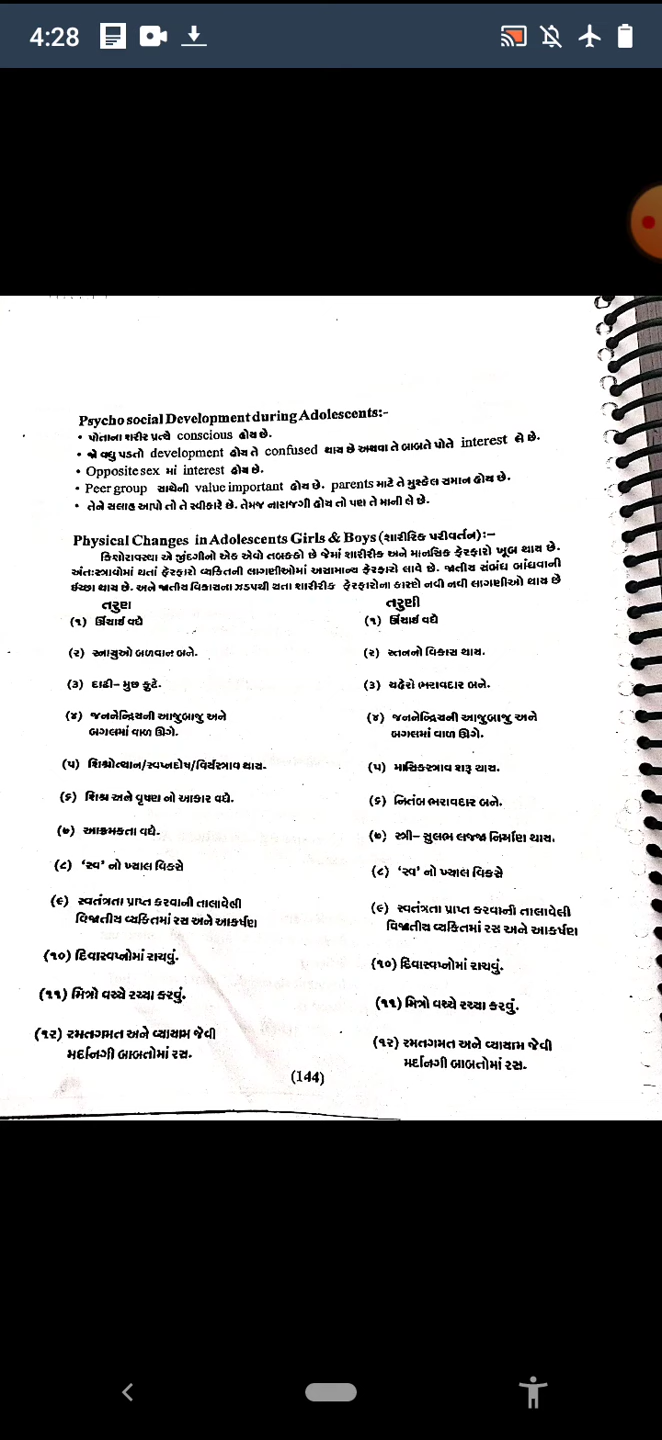 4:28
Psycho social Development during Adolescents:-
• પોતાના શરીર પ્રત્યે conscious હોય છે.
• જો વધુ પડતો development હોય તે confused થાય છે અથવા તે બાબતે પોતે interest લે છે.
• Opposite sex માં interest હોય છે.
• Peer group સાથેની value important હોય છે. parents માટે તે મુશ્કેલ સમાન હોય છે.
• તેને સલાહ આપો તો તે સ્વીકારે છે. તેમજ નારાજગી હોય તો પણ તે માની લે છે.
Physical Changes in Adolescents Girls & Boys (શારીરિક પરીવર્તન):–
કિશોરાવસ્થા એ જીંદગીનો એક એવો તબક્કો છે જેમાં શારીરીક અને માનસિક ફેરફારો ખૂબ થાય છે.
અંતઃસ્ત્રાવોમાં થતાં ફેરફારો વ્યકિતની લાગણીઓમાં અસામાન્ય ફેરફારો લાવે છે. જાતીય સંબંધ બાંધવાની
ઈચ્છા થાય છે. અને જાતીય વિકાસના ઝડપથી થતા શારીરીક ફેરફારોના કારણે નવી નવી લાગણીઓ થાય છે
તરુણ
(૧) ઊંચાઈ વધે
(૨) સ્નાયુઓ બળવાન બને.
(૩) દાઢી– મુછ ફૂટે.
(૪) જનનેન્દ્રિયની આજુબાજુ અને
બગલમાં વાળ ઊગે.
(૫) શિશ્નોત્થાન/સ્વપ્નદોષ/વિર્યસ્ત્રાવ થાય.
(૬) શિશ્ન અને વૃષણ નો આકાર વધે.
(૭) આક્રમકતા વધે.
(૮) ‘સ્વ’ નો ખ્યાલ વિકસે
(૯) સ્વતંત્રતા પ્રાપ્ત કરવાની તાલાવેલી
વિજાતીય વ્યકિતમાં રસ અને આકર્ષણ
(૧૦) દિવાસ્વપ્નોમાં રાચવું.
(૧૧) મિત્રો વચ્ચે રચ્યા કરવું.
(૧૨) રમતગમત અને વ્યાયામ જેવી
મર્દાનગી બાબતોમાં રસ.
તરુણી
(૧) ઊંચાઈ વધે
(૨) સ્તનનો વિકાસ થાય.
(૩) ચહેરો ભરાવદાર બને.
(૪) જનનેન્દ્રિયની આજુબાજુ અને
બગલમાં વાળ ઊગે.
(૫) માસિકસ્ત્રાવ શરૂ થાય.
(૬) નિતંબ ભરાવદાર બને.
(૭) સ્ત્રી– સુલભ લજ્જા નિર્માણ થાય.
(૮) ‘સ્વ’ નો ખ્યાલ વિકસે
(૯) સ્વતંત્રતા પ્રાપ્ત કરવાની તાલાવેલી
વિજાતીય વ્યકિતમાં રસ અને આકર્ષણ
(૧૦) દિવાસ્વપ્નોમાં રાચવું.
(૧૧) મિત્રો વચ્ચે રચ્યા કરવું.
(૧૨) રમતગમત અને વ્યાયામ જેવી
મર્દાનગી બાબતોમાં રસ.
(144)